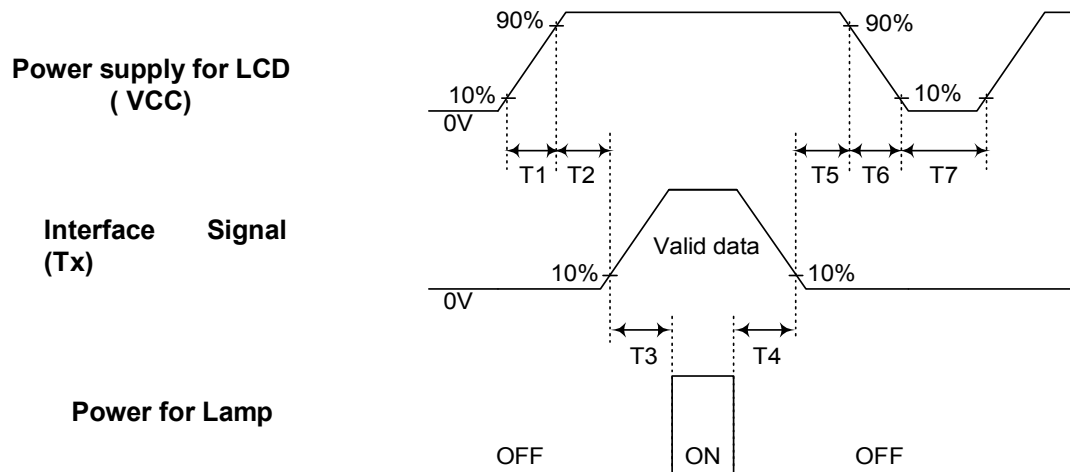 90%
90%
Power supply for LCD
( VCC)
10%
10%
0V
T1 T2 T5 T6 T7
Interface Signal
(Tx)
Valid data
10%
10%
0V
T3 T4
Power for Lamp
OFF ON OFF